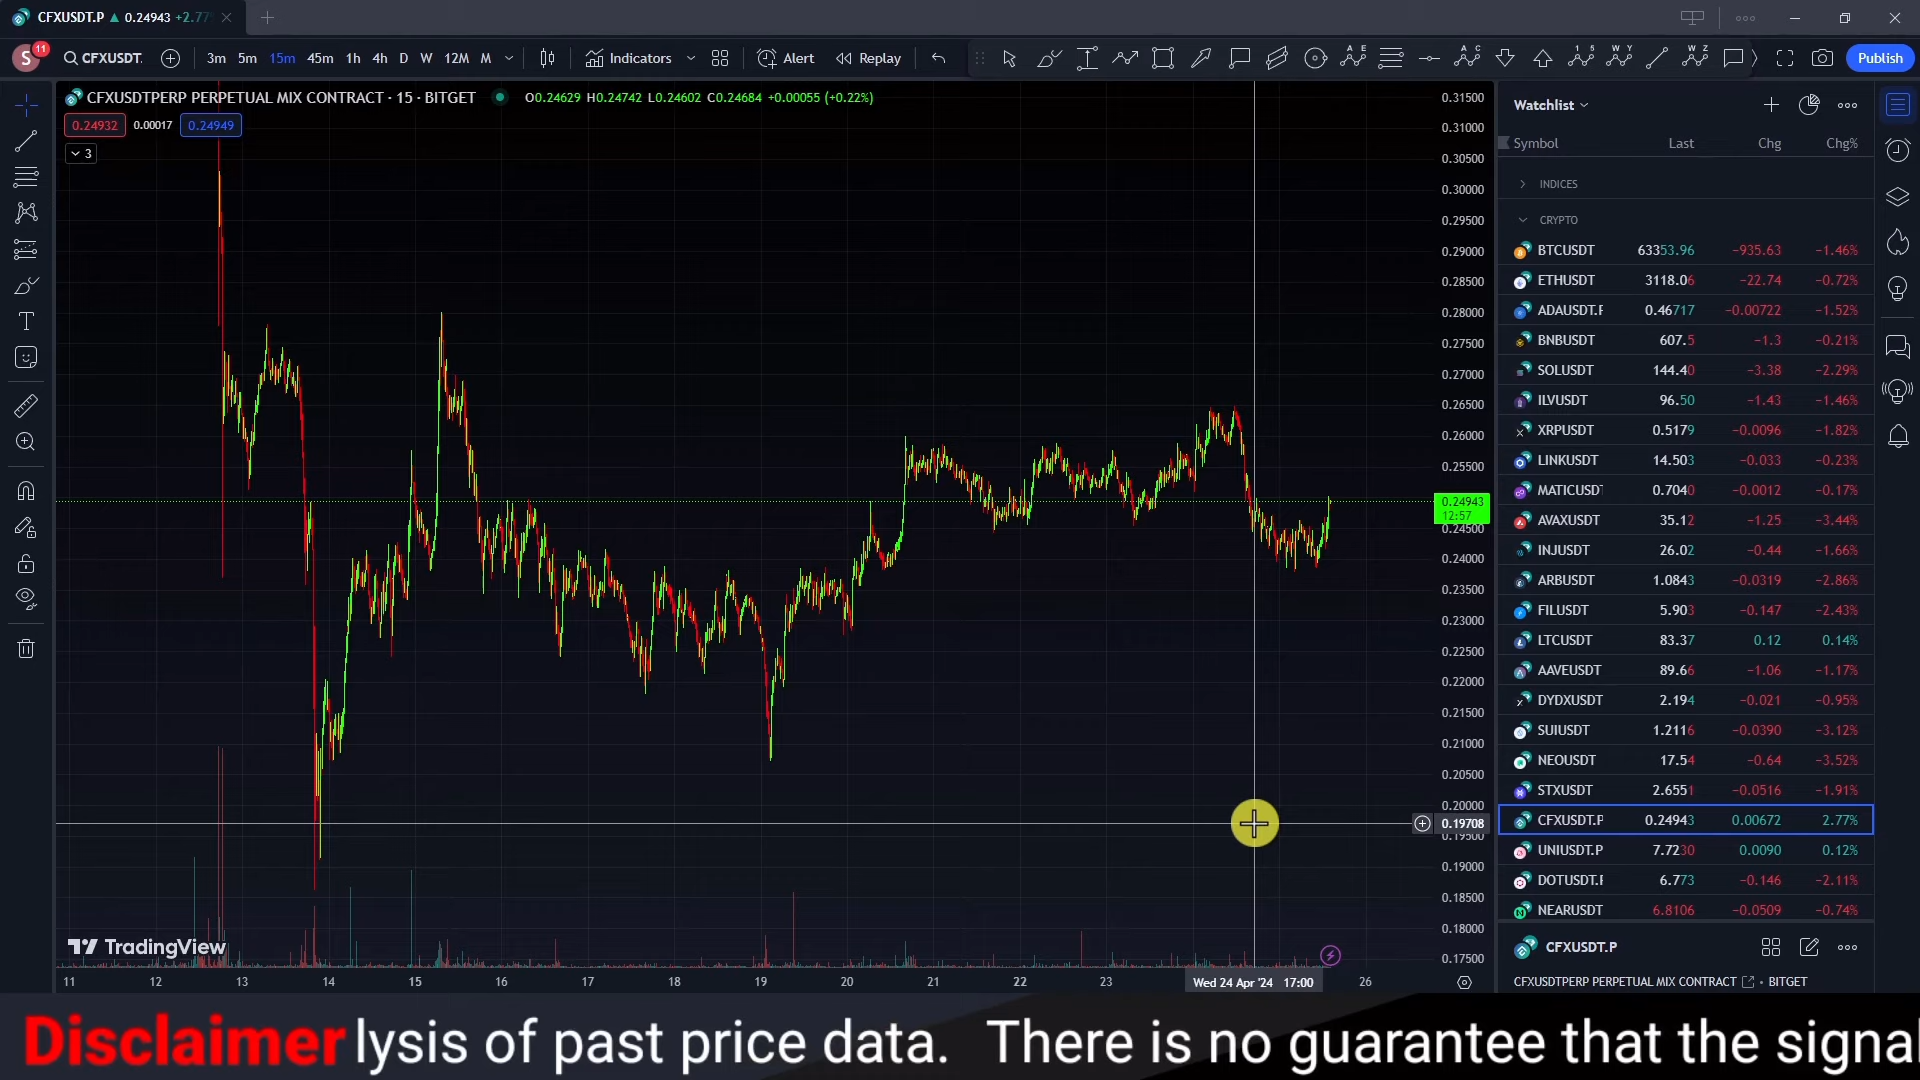 CFXUSDT.P ▲ 0.24943 +2.77
S 11 CFXUSDT. 3m 5m 15m 45m 1h 4h D W 12M M Indicators Alert Replay Publish
CFXUSDTPERP PERPETUAL MIX CONTRACT · 15 · BITGET O0.24629 H0.24742 L0.24602 C0.24684 +0.00055 (+0.22%)
0.24932 0.00017 0.24949
3
0.31500
0.31000
0.30500
0.30000
0.29500
0.29000
0.28500
0.28000
0.27500
0.27000
0.26500
0.26000
0.25500
0.24943
12:57
0.24500
0.24000
0.23500
0.23000
0.22500
0.22000
0.21500
0.21000
0.20500
0.20000
0.19708
0.19500
0.19000
0.18500
0.18000
0.17500
TradingView
11 12 13 14 15 16 17 18 19 20 21 22 23 Wed 24 Apr '24 17:00 26
Watchlist
Symbol Last Chg Chg%
INDICES
CRYPTO
BTCUSDT 63353.96 −935.63 −1.46%
ETHUSDT 3118.06 −22.74 −0.72%
ADAUSDT.F 0.46717 −0.00722 −1.52%
BNBUSDT 607.5 −1.3 −0.21%
SOLUSDT 144.40 −3.38 −2.29%
ILVUSDT 96.50 −1.43 −1.46%
XRPUSDT 0.5179 −0.0096 −1.82%
LINKUSDT 14.503 −0.033 −0.23%
MATICUSDT 0.7040 −0.0012 −0.17%
AVAXUSDT 35.12 −1.25 −3.44%
INJUSDT 26.02 −0.44 −1.66%
ARBUSDT 1.0843 −0.0319 −2.86%
FILUSDT 5.903 −0.147 −2.43%
LTCUSDT 83.37 0.12 0.14%
AAVEUSDT 89.66 −1.06 −1.17%
DYDXUSDT 2.194 −0.021 −0.95%
SUIUSDT 1.2116 −0.0390 −3.12%
NEOUSDT 17.54 −0.64 −3.52%
STXUSDT 2.6551 −0.0516 −1.91%
CFXUSDT.P 0.24943 0.00672 2.77%
UNIUSDT.P 7.7230 0.0090 0.12%
DOTUSDT.F 6.773 −0.146 −2.11%
NEARUSDT 6.8106 −0.0509 −0.74%
CFXUSDT.P
CFXUSDTPERP PERPETUAL MIX CONTRACT • BITGET
Disclaimer lysis of past price data. There is no guarantee that the signal